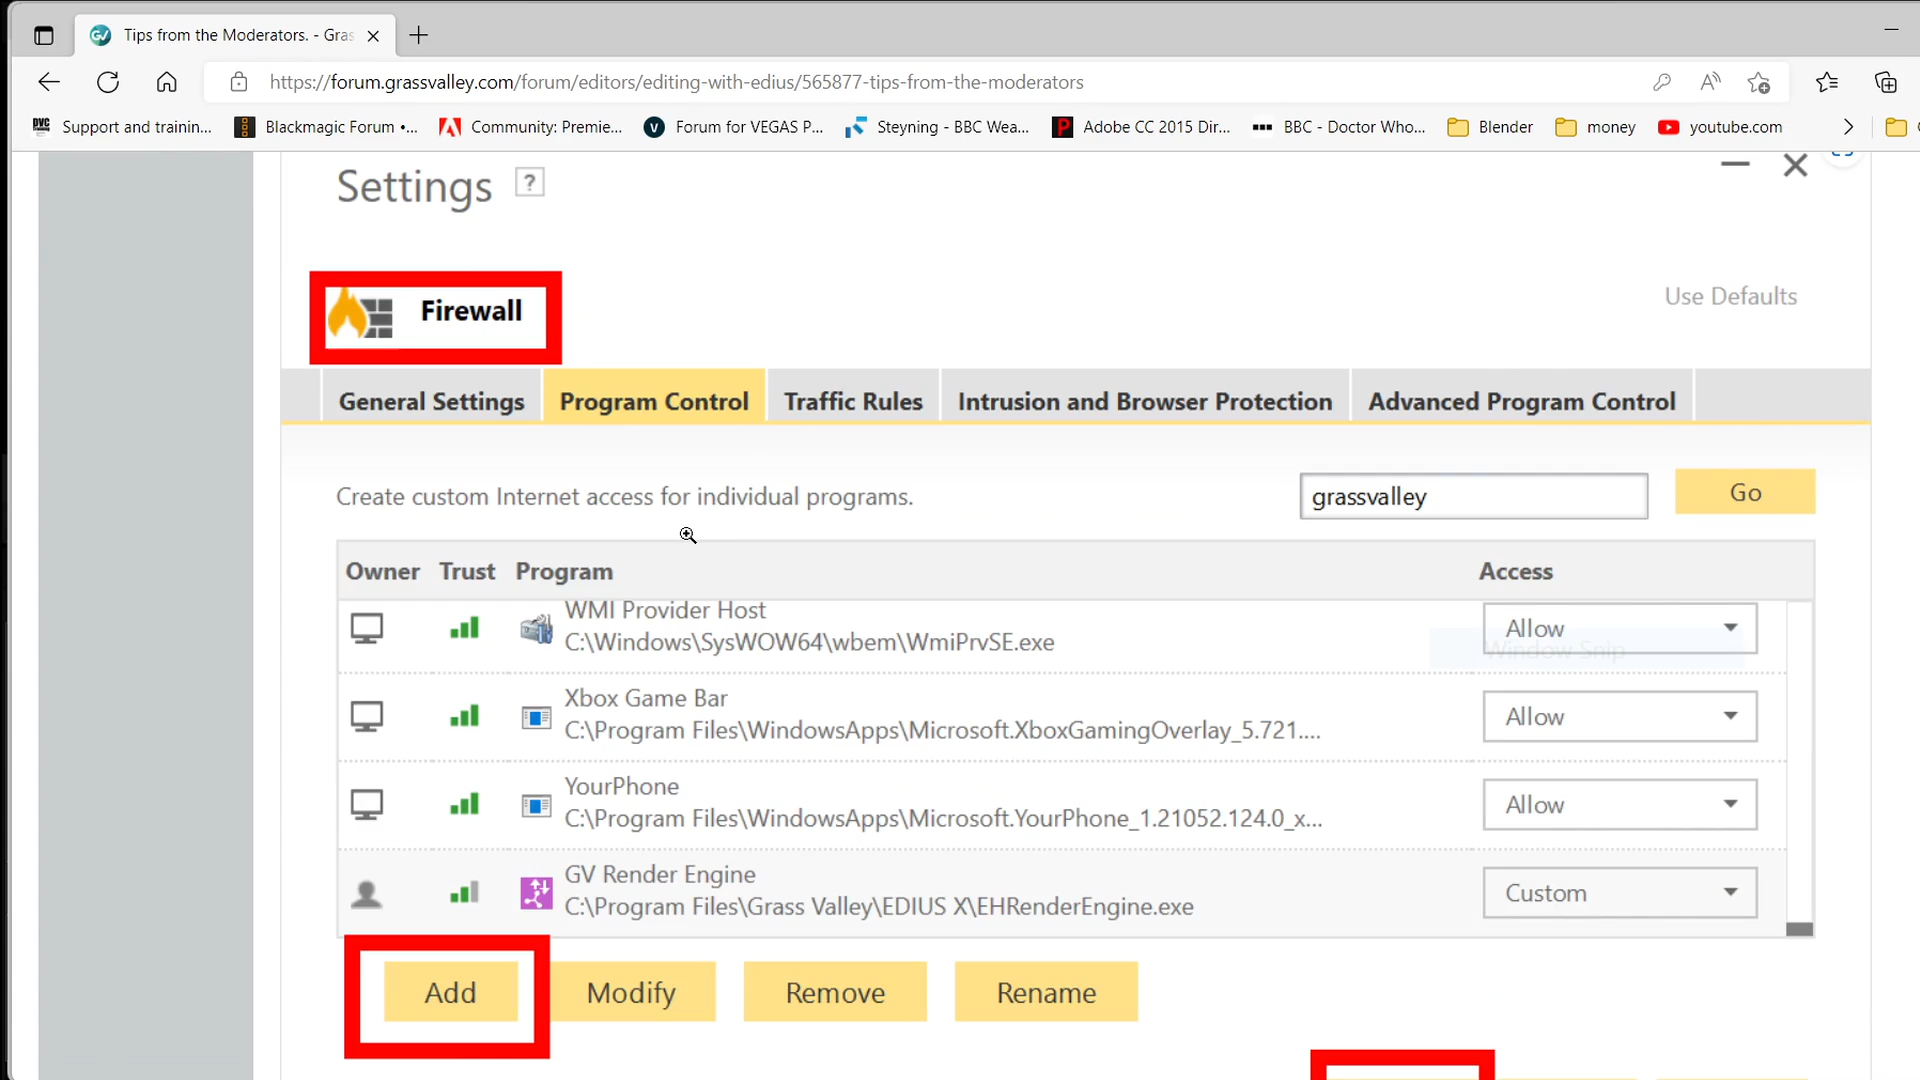 Tips from the Moderators. - Gras
https://forum.grassvalley.com/forum/editors/editing-with-edius/565877-tips-from-the-moderators
Support and trainin... Blackmagic Forum •... Community: Premie... Forum for VEGAS P... Steyning - BBC Wea... Adobe CC 2015 Dir... BBC - Doctor Who... Blender money youtube.com
Settings ?
Firewall
Use Defaults
General Settings Program Control Traffic Rules Intrusion and Browser Protection Advanced Program Control
Create custom Internet access for individual programs. grassvalley Go
Owner Trust Program Access
WMI Provider Host
C:\Windows\SysWOW64\wbem\WmiPrvSE.exe
Allow
Window Snip
Xbox Game Bar
C:\Program Files\WindowsApps\Microsoft.XboxGamingOverlay_5.721....
Allow
YourPhone
C:\Program Files\WindowsApps\Microsoft.YourPhone_1.21052.124.0_x...
Allow
GV Render Engine
C:\Program Files\Grass Valley\EDIUS X\EHRenderEngine.exe
Custom
Add Modify Remove Rename